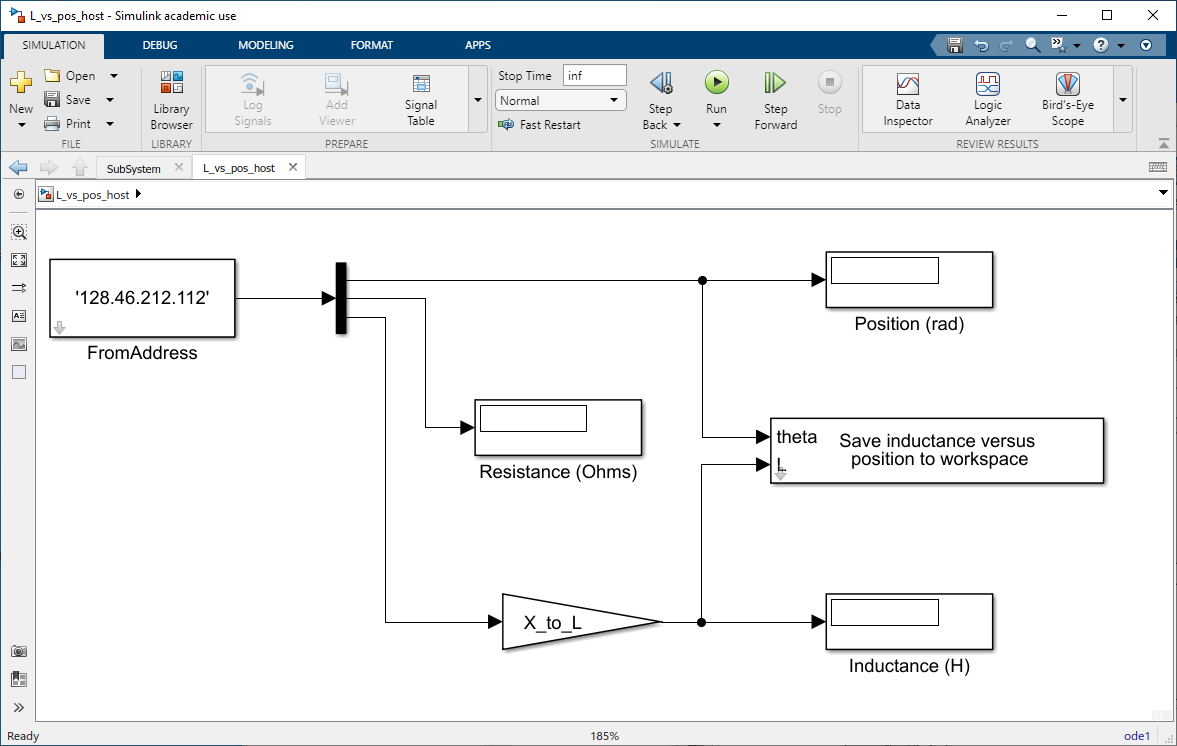 L_vs_pos_host - Simulink academic use
SIMULATION DEBUG MODELING FORMAT APPS
New
Open
Save
Print
FILE
Library
Browser
LIBRARY
Log
Signals
Add
Viewer
Signal
Table
PREPARE
Stop Time inf
Normal
Fast Restart
Step
Back
Run
Step
Forward
Stop
SIMULATE
Data
Inspector
Logic
Analyzer
Bird's-Eye
Scope
REVIEW RESULTS
SubSystem L_vs_pos_host
L_vs_pos_host
'128.46.212.112'
FromAddress
Position (rad)
Resistance (Ohms)
theta
L
Save inductance versus
position to workspace
X_to_L
Inductance (H)
Ready 185% ode1